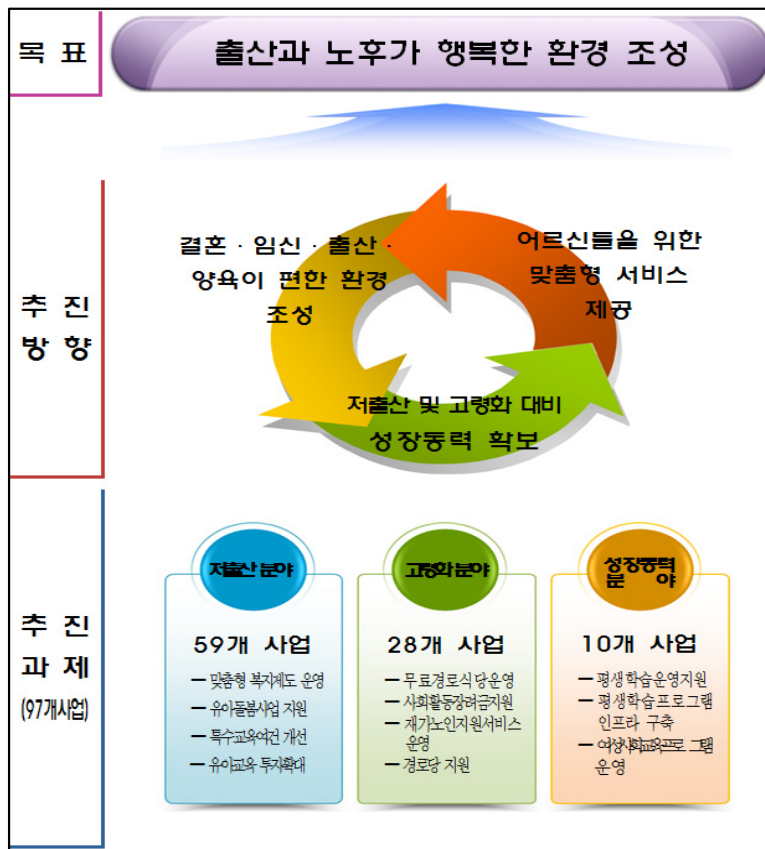 목 표
출산과 노후가 행복한 환경 조성
추 진
방 향
결혼 · 임신 · 출산 ·
양육이 편한 환경
조성
어르신들을 위한
맞춤형 서비스
제공
저출산 및 고령화 대비
성장동력 확보
추 진
과 제
(97개사업)
저출산 분야
59개 사업
― 맞춤형 복지제도 운영
― 유아돌봄사업 지원
― 특수교육여건 개선
― 유아교육 투자확대
고령화 분야
28개 사업
― 무료경로식당운영
― 사회활동장려금지원
― 재가노인지원서비스
운영
― 경로당 지원
성장동력
분 야
10개 사업
― 평생학습운영지원
― 평생학습프로그램
인프라 구축
― 여성사회교육프로그램
운영